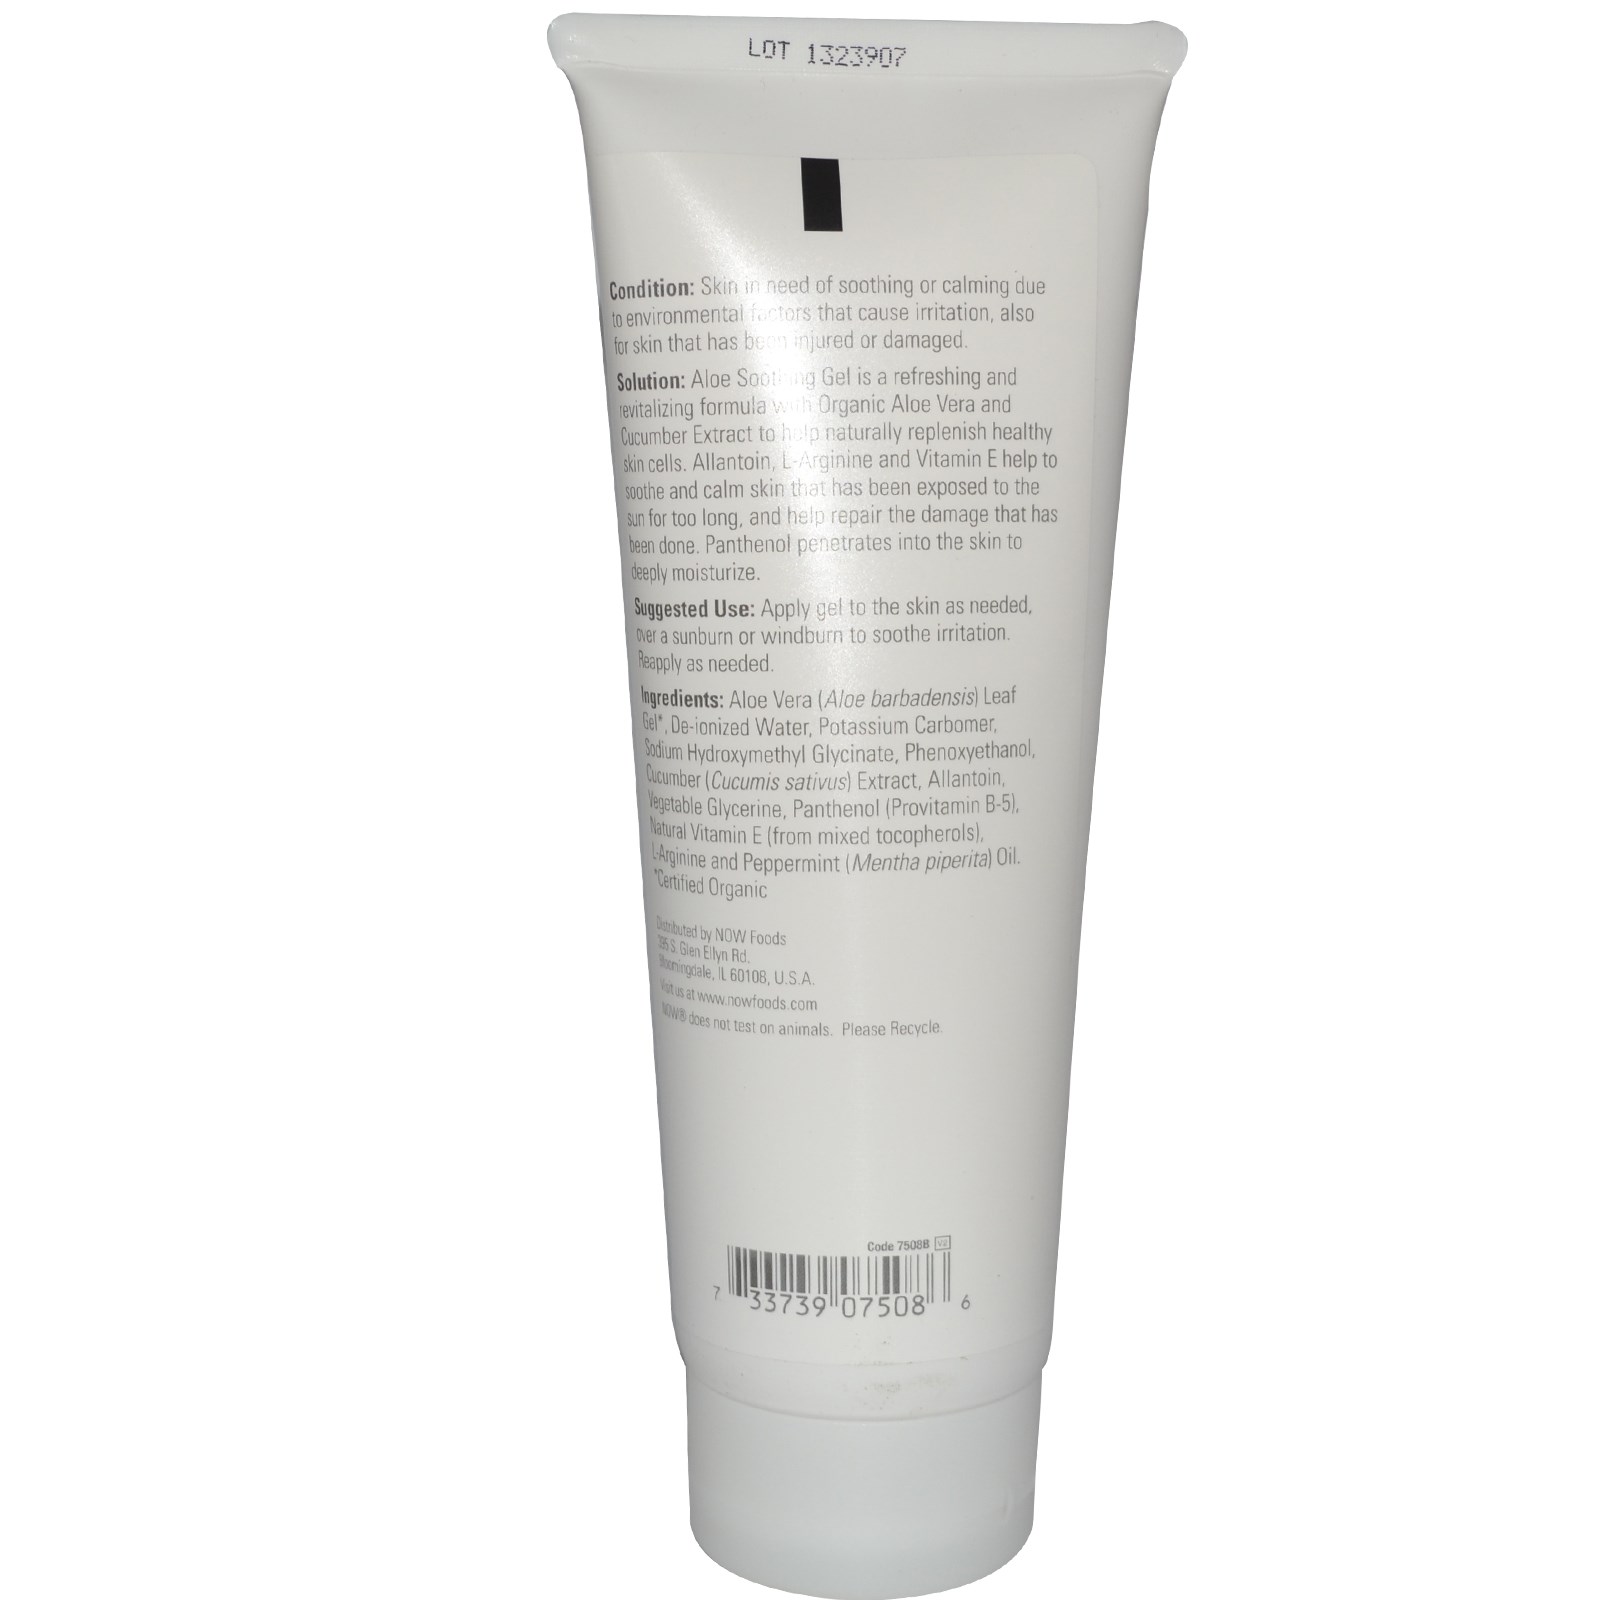 LOT 1323907
Condition: Skin in need of soothing or calming due
to environmental factors that cause irritation, also
for skin that has been injured or damaged.
Solution: Aloe Soothing Gel is a refreshing and
revitalizing formula with Organic Aloe Vera and
Cucumber Extract to help naturally replenish healthy
skin cells. Allantoin, L-Arginine and Vitamin E help to
soothe and calm skin that has been exposed to the
sun for too long, and help repair the damage that has
been done. Panthenol penetrates into the skin to
deeply moisturize.
Suggested Use: Apply gel to the skin as needed,
over a sunburn or windburn to soothe irritation.
Reapply as needed.
Ingredients: Aloe Vera (Aloe barbadensis) Leaf
Gel*, De-ionized Water, Potassium Carbomer,
Sodium Hydroxymethyl Glycinate, Phenoxyethanol,
Cucumber (Cucumis sativus) Extract, Allantoin,
Vegetable Glycerine, Panthenol (Provitamin B-5),
Natural Vitamin E (from mixed tocopherols),
L-Arginine and Peppermint (Mentha piperita) Oil.
*Certified Organic
Distributed by NOW Foods
395 S. Glen Ellyn Rd.
Bloomingdale, IL 60108, U.S.A.
Visit us at www.nowfoods.com
NOW® does not test on animals. Please Recycle.
Code 7508B V2
7 33739 07508 6